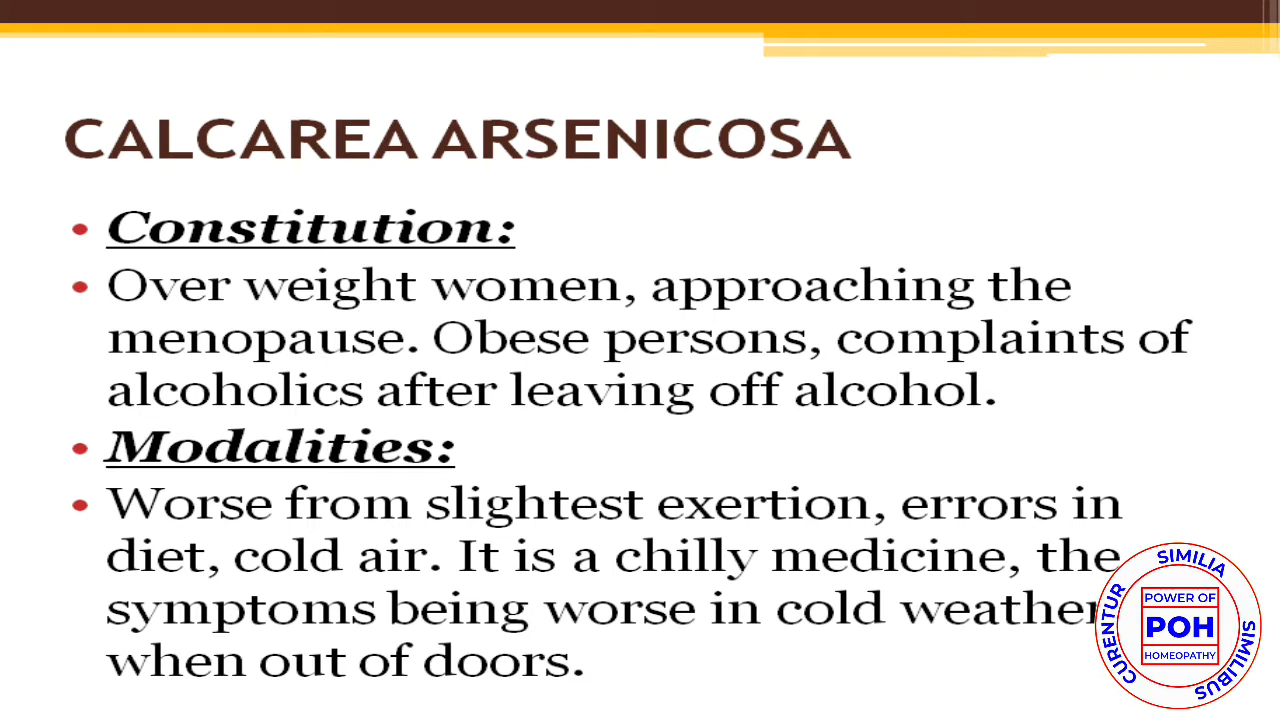 CALCAREA ARSENICOSA
• Constitution:
• Over weight women, approaching the
menopause. Obese persons, complaints of
alcoholics after leaving off alcohol.
• Modalities:
• Worse from slightest exertion, errors in
diet, cold air. It is a chilly medicine, the
symptoms being worse in cold weather
when out of doors.
SIMILIA
SIMILIBUS
CURENTUR
POWER OF
POH
HOMEOPATHY